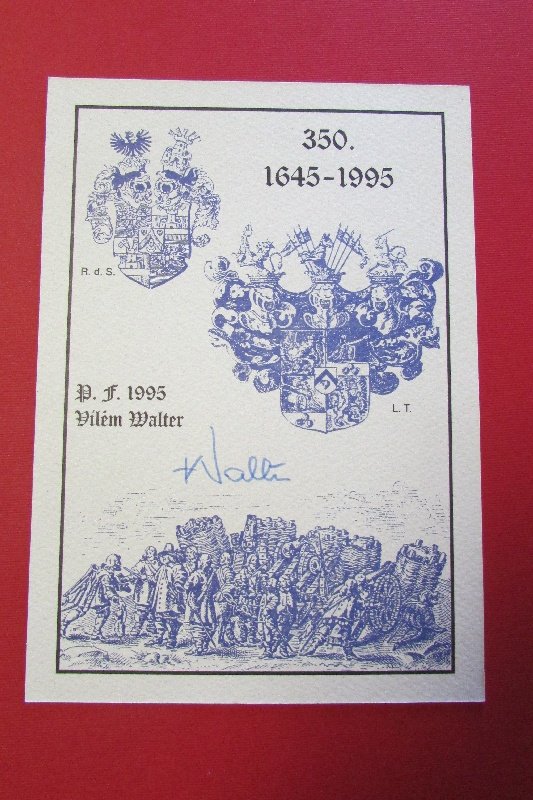 350.
1645-1995
R. d. S.
L. T.
P. F. 1995
Vilém Walter
Walter